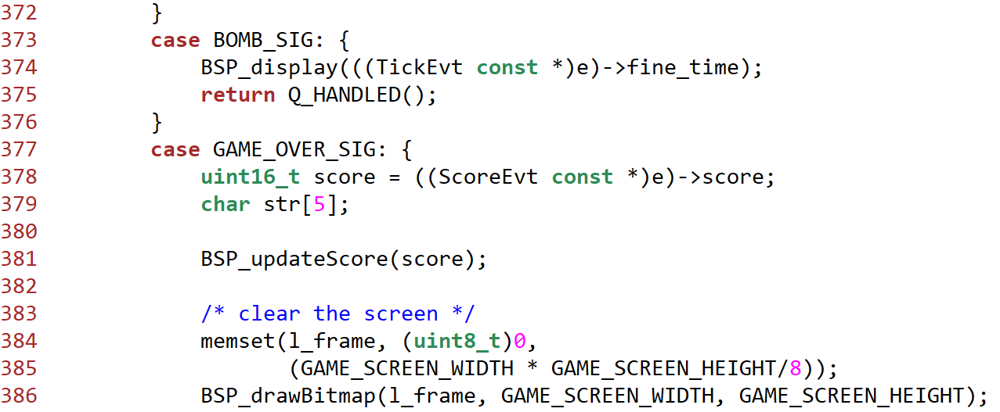 372         }
373         case BOMB_SIG: {
374             BSP_display(((TickEvt const *)e)->fine_time);
375             return Q_HANDLED();
376         }
377         case GAME_OVER_SIG: {
378             uint16_t score = ((ScoreEvt const *)e)->score;
379             char str[5];
380
381             BSP_updateScore(score);
382
383             /* clear the screen */
384             memset(l_frame, (uint8_t)0,
385                    (GAME_SCREEN_WIDTH * GAME_SCREEN_HEIGHT/8));
386             BSP_drawBitmap(l_frame, GAME_SCREEN_WIDTH, GAME_SCREEN_HEIGHT);